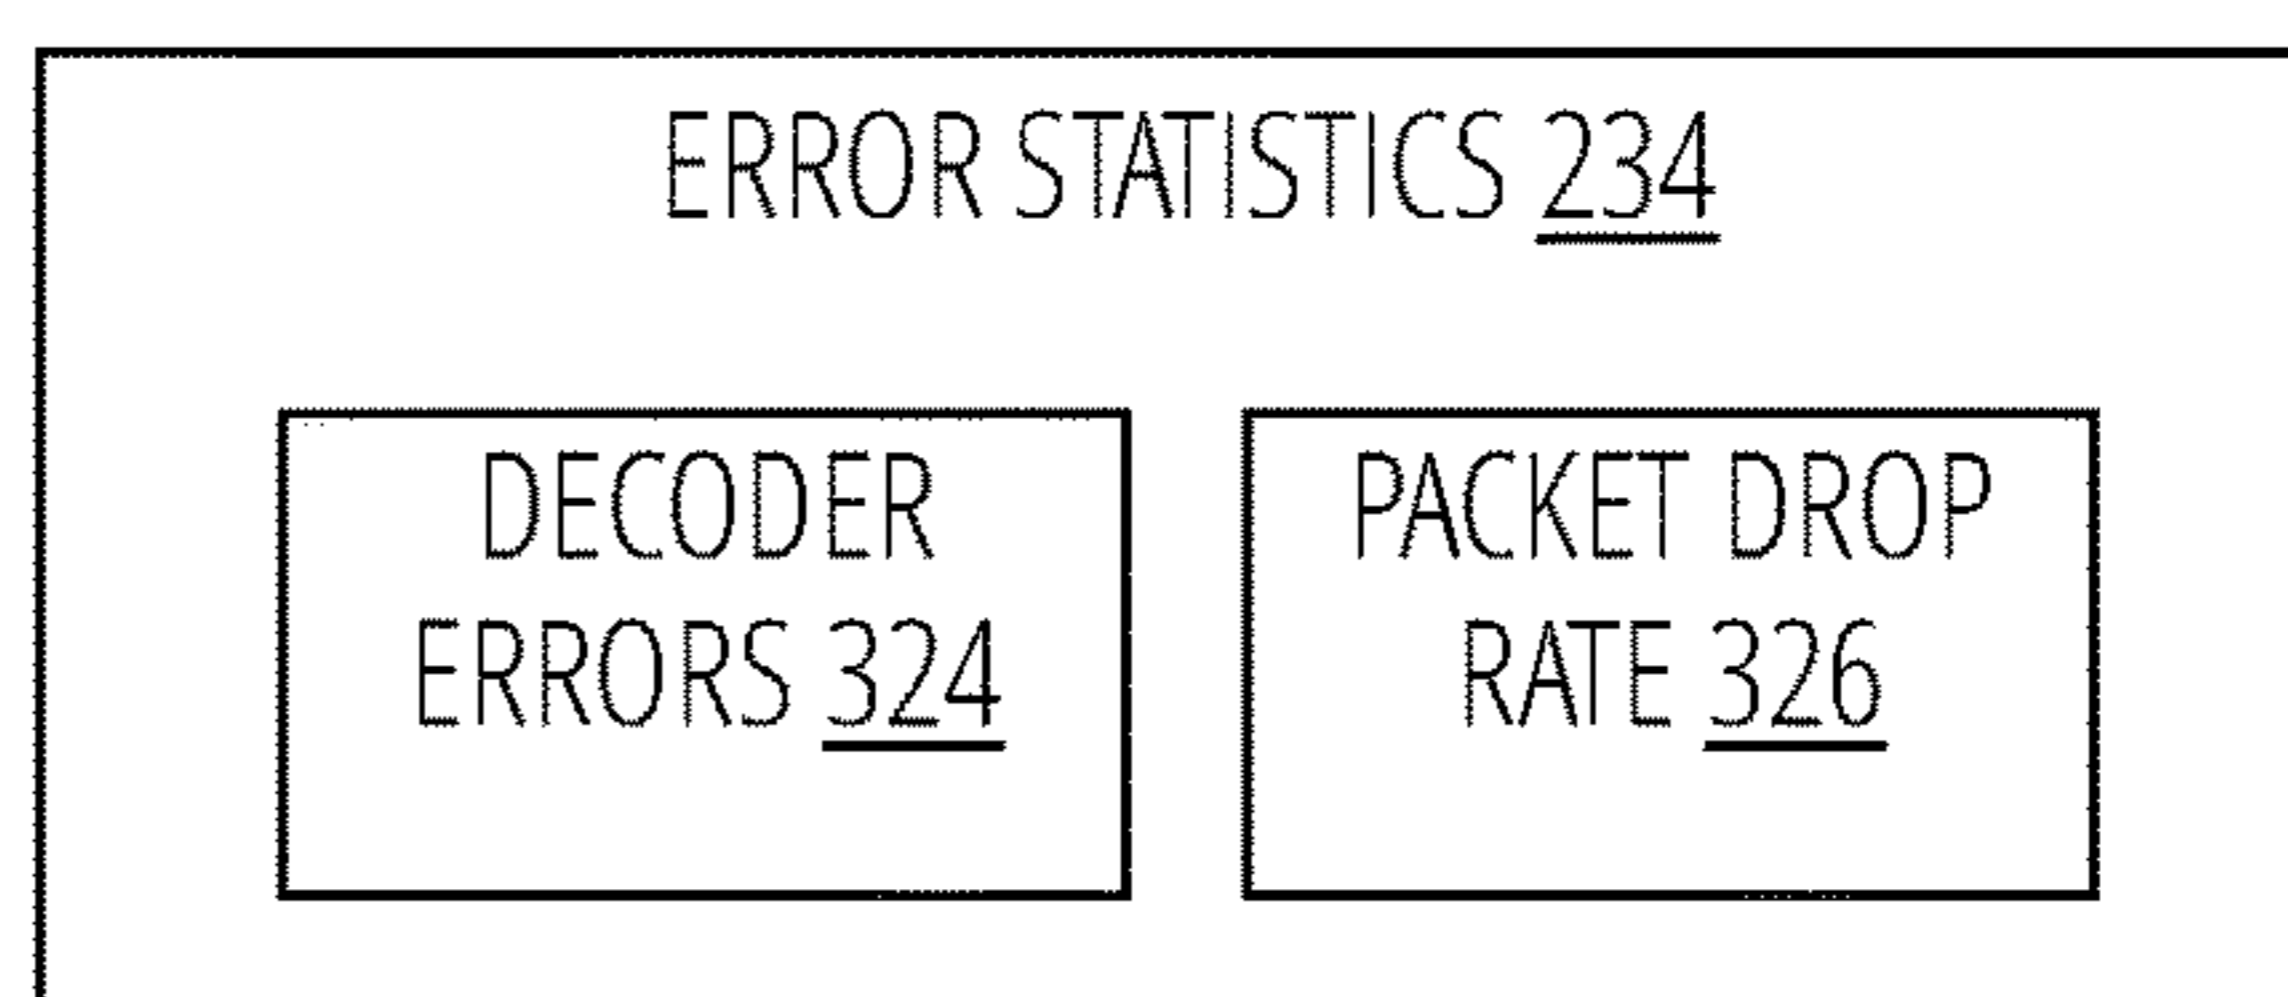 ERROR STATISTICS 234
DECODER
ERRORS 324
PACKET DROP
RATE 326